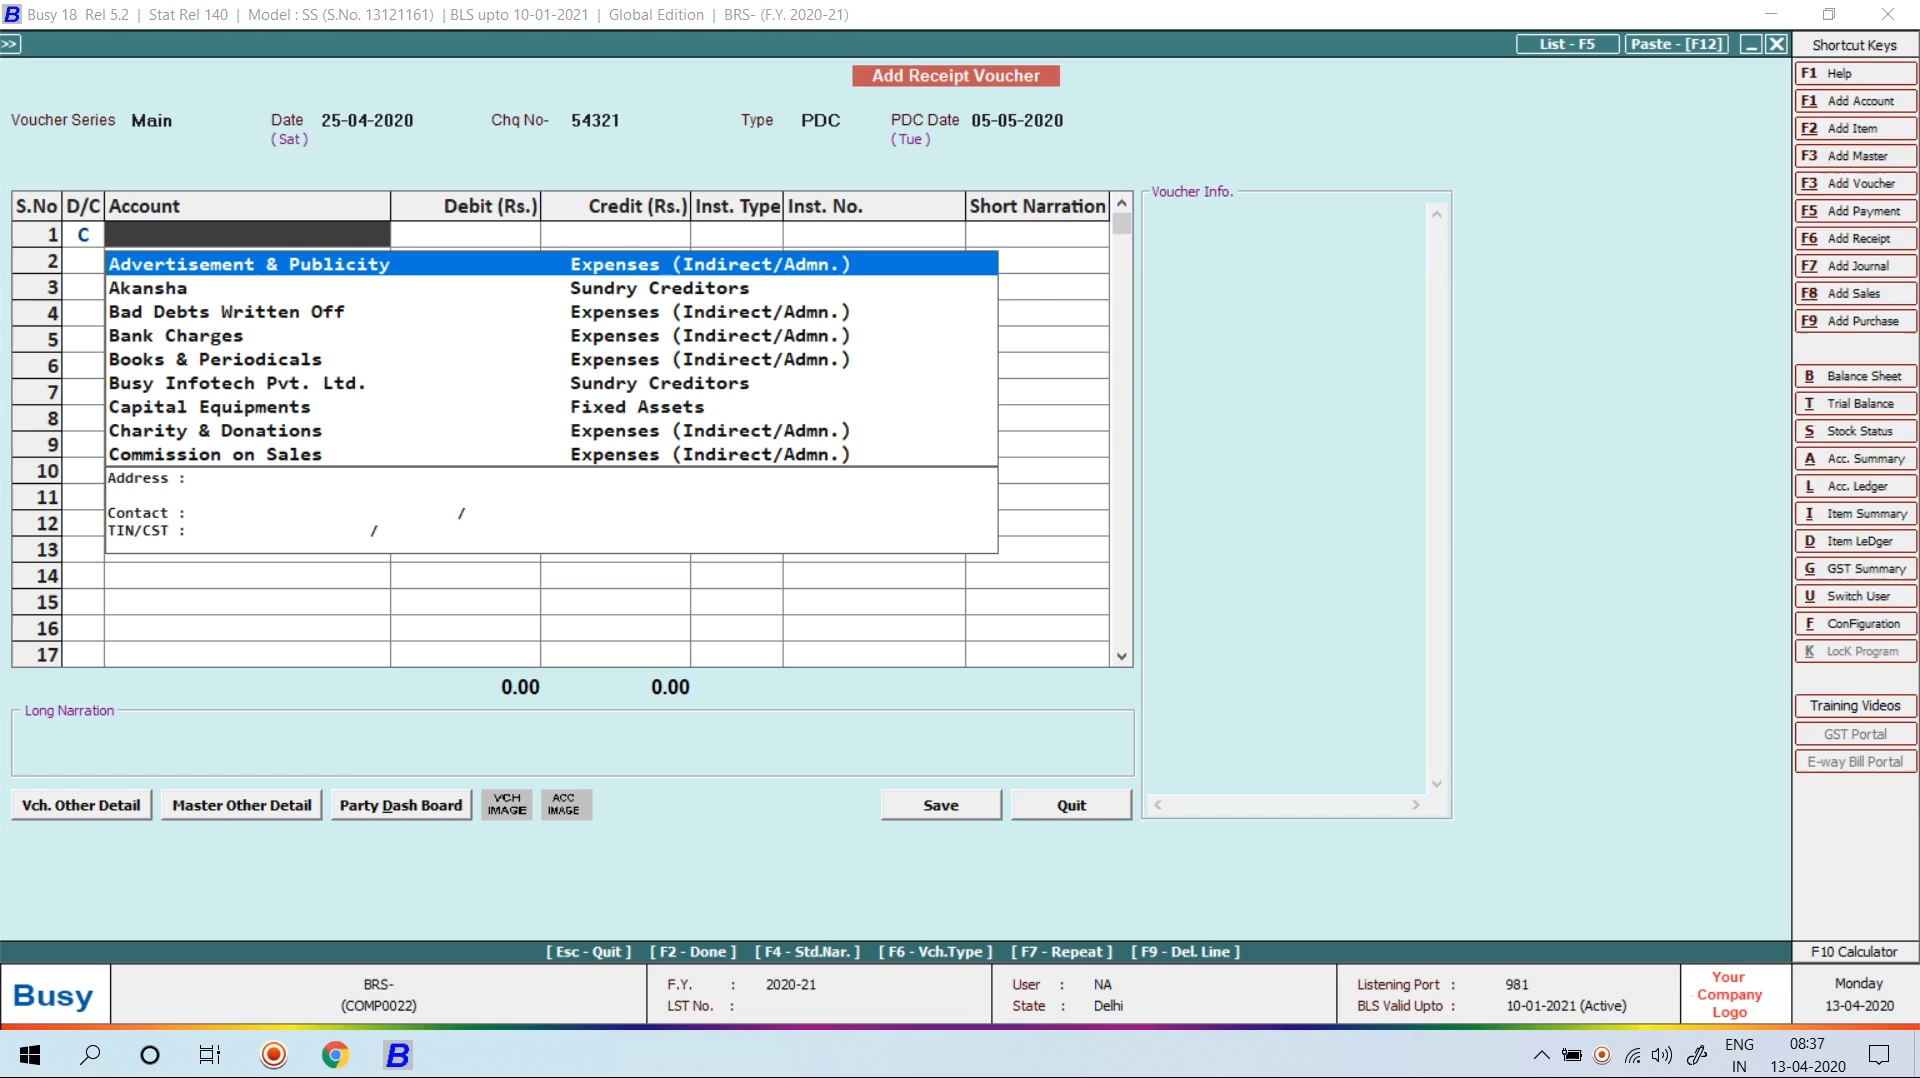 Busy 18 Rel 5.2 | Stat Rel 140 | Model : SS (S.No. 13121161) | BLS upto 10-01-2021 | Global Edition | BRS- (F.Y. 2020-21)
>> List - F5 Paste - [F12] Shortcut Keys
Add Receipt Voucher
Voucher Series Main Date 25-04-2020 Chq No- 54321 Type PDC PDC Date 05-05-2020
(Sat) (Tue)
S.No D/C Account Debit (Rs.) Credit (Rs.) Inst. Type Inst. No. Short Narration
1 C
2
3
4
5
6
7
8
9
10
11
12
13
14
15
16
17
Advertisement & Publicity Expenses (Indirect/Admn.)
Akansha Sundry Creditors
Bad Debts Written Off Expenses (Indirect/Admn.)
Bank Charges Expenses (Indirect/Admn.)
Books & Periodicals Expenses (Indirect/Admn.)
Busy Infotech Pvt. Ltd. Sundry Creditors
Capital Equipments Fixed Assets
Charity & Donations Expenses (Indirect/Admn.)
Commission on Sales Expenses (Indirect/Admn.)
Address :
Contact : /
TIN/CST : /
0.00 0.00
Long Narration
Vch. Other Detail Master Other Detail Party Dash Board VCH IMAGE ACC IMAGE Save Quit
Voucher Info.
F1 Help
F1 Add Account
F2 Add Item
F3 Add Master
F3 Add Voucher
F5 Add Payment
F6 Add Receipt
F7 Add Journal
F8 Add Sales
F9 Add Purchase
B Balance Sheet
T Trial Balance
S Stock Status
A Acc. Summary
L Acc. Ledger
I Item Summary
D Item LeDger
G GST Summary
U Switch User
F ConFiguration
K LocK Program
Training Videos
GST Portal
E-way Bill Portal
[ Esc - Quit ] [ F2 - Done ] [ F4 - Std.Nar. ] [ F6 - Vch.Type ] [ F7 - Repeat ] [ F9 - Del. Line ] F10 Calculator
Busy
BRS-
(COMP0022)
F.Y. : 2020-21
LST No. :
User : NA
State : Delhi
Listening Port : 981
BLS Valid Upto : 10-01-2021 (Active)
Your
Company
Logo
Monday
13-04-2020
B
ENG
IN
08:37
13-04-2020